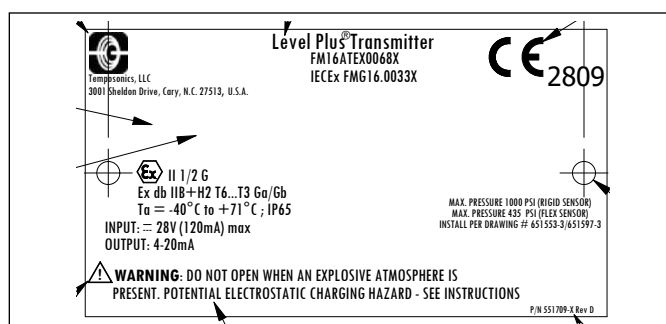 Level Plus® Transmitter
FM16ATEX0068X
IECEx FMG16.0033X
CE 2809
Temposonics, LLC
3001 Sheldon Drive, Cary, N.C. 27513, U.S.A.
Ex II 1/2 G
Ex db IIB+H2 T6...T3 Ga/Gb
Ta = -40°C to +71°C ; IP65
INPUT: ⎓ 28V (120mA) max
OUTPUT: 4-20mA
MAX. PRESSURE 1000 PSI (RIGID SENSOR)
MAX. PRESSURE 435 PSI (FLEX SENSOR)
INSTALL PER DRAWING # 651553-3/651597-3
WARNING: DO NOT OPEN WHEN AN EXPLOSIVE ATMOSPHERE IS
PRESENT. POTENTIAL ELECTROSTATIC CHARGING HAZARD - SEE INSTRUCTIONS
P/N 551709-X Rev D